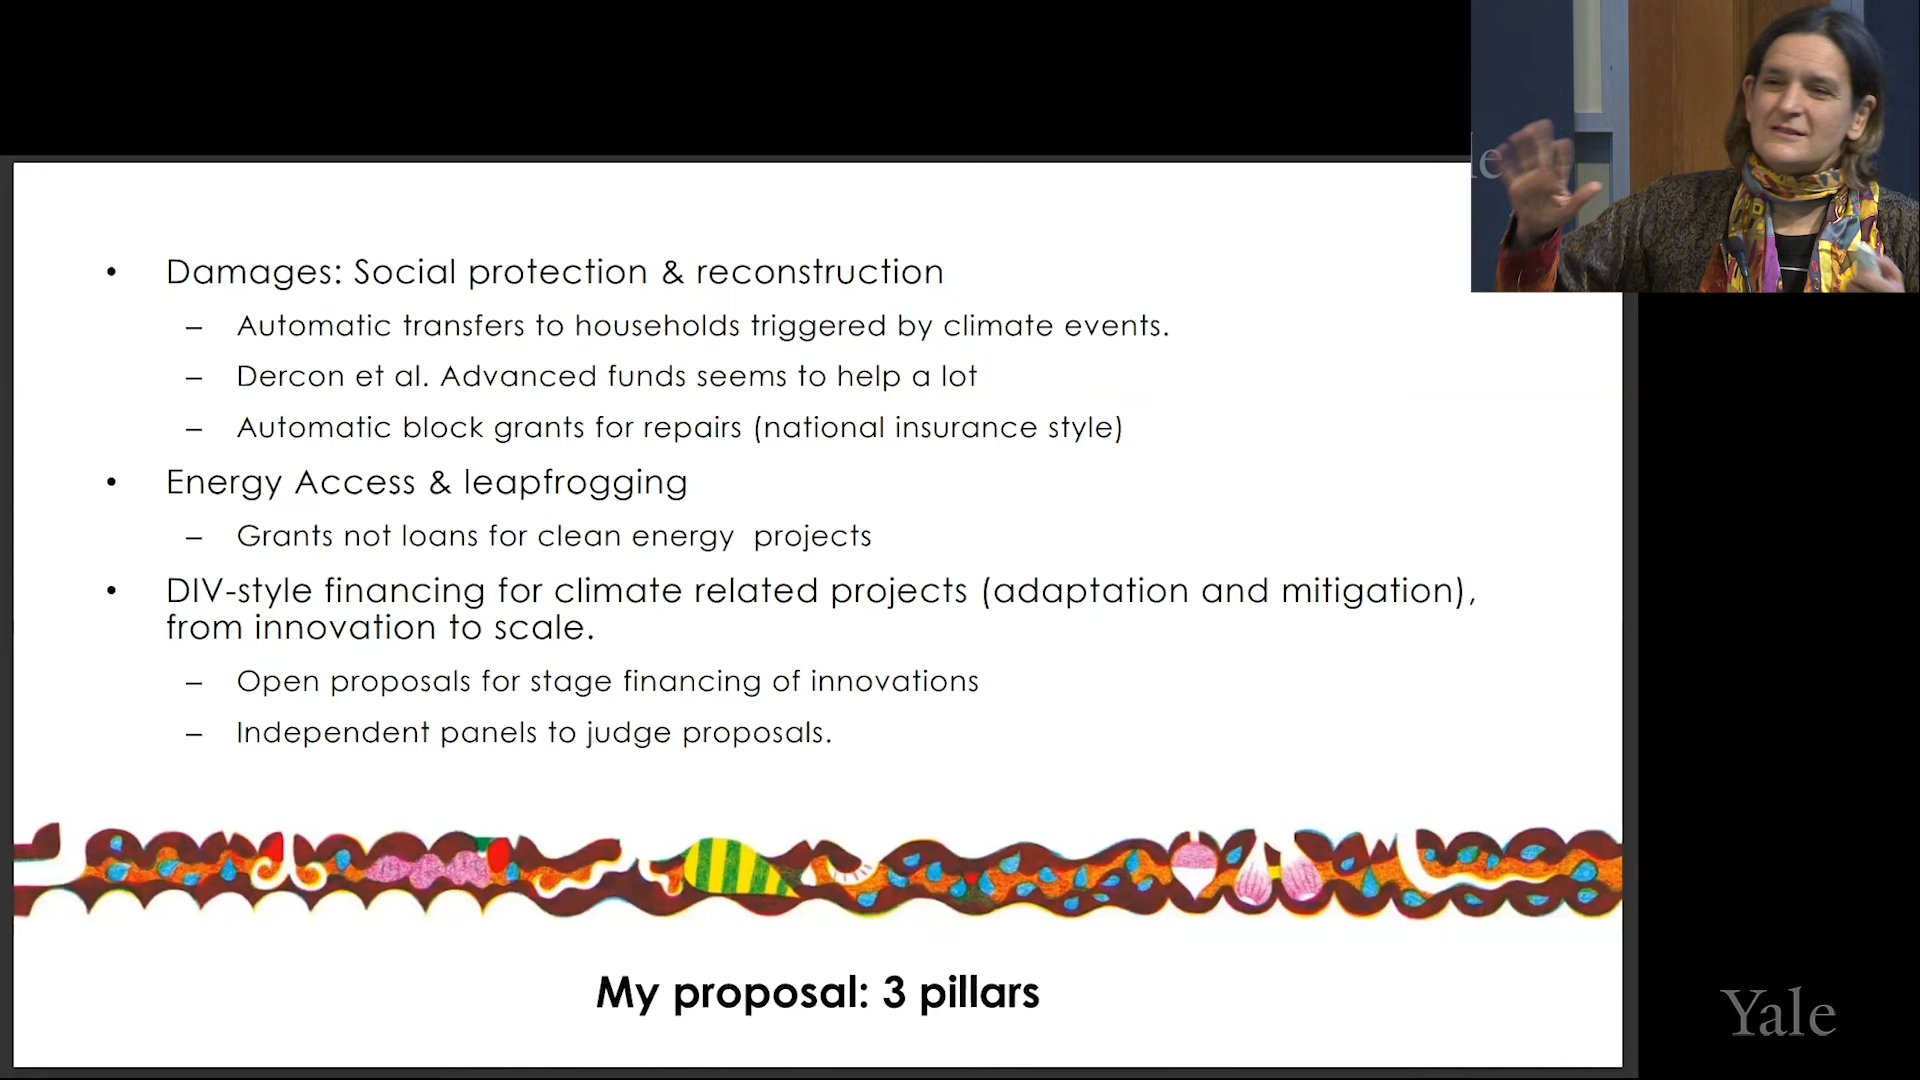 le
• Damages: Social protection & reconstruction
– Automatic transfers to households triggered by climate events.
– Dercon et al. Advanced funds seems to help a lot
– Automatic block grants for repairs (national insurance style)
• Energy Access & leapfrogging
– Grants not loans for clean energy  projects
• DIV-style financing for climate related projects (adaptation and mitigation),
from innovation to scale.
– Open proposals for stage financing of innovations
– Independent panels to judge proposals.
My proposal: 3 pillars
Yale